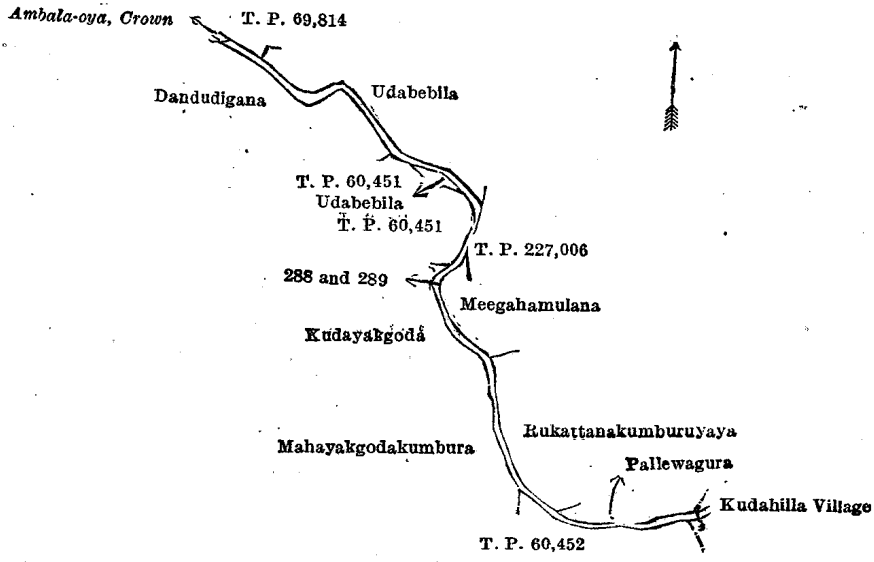 Ambala-oya, Crown
T. P. 69,814
Dandudigana
Udabebila
T. P. 60,451
Udabebila
T. P. 60,451
T. P. 227,006
288 and 289
Meegahamulana
Kudayakgoda
Rukattanakumburuyaya
Mahayakgodakumbura
Pallewagura
Kudahilla Village
T. P. 60,452